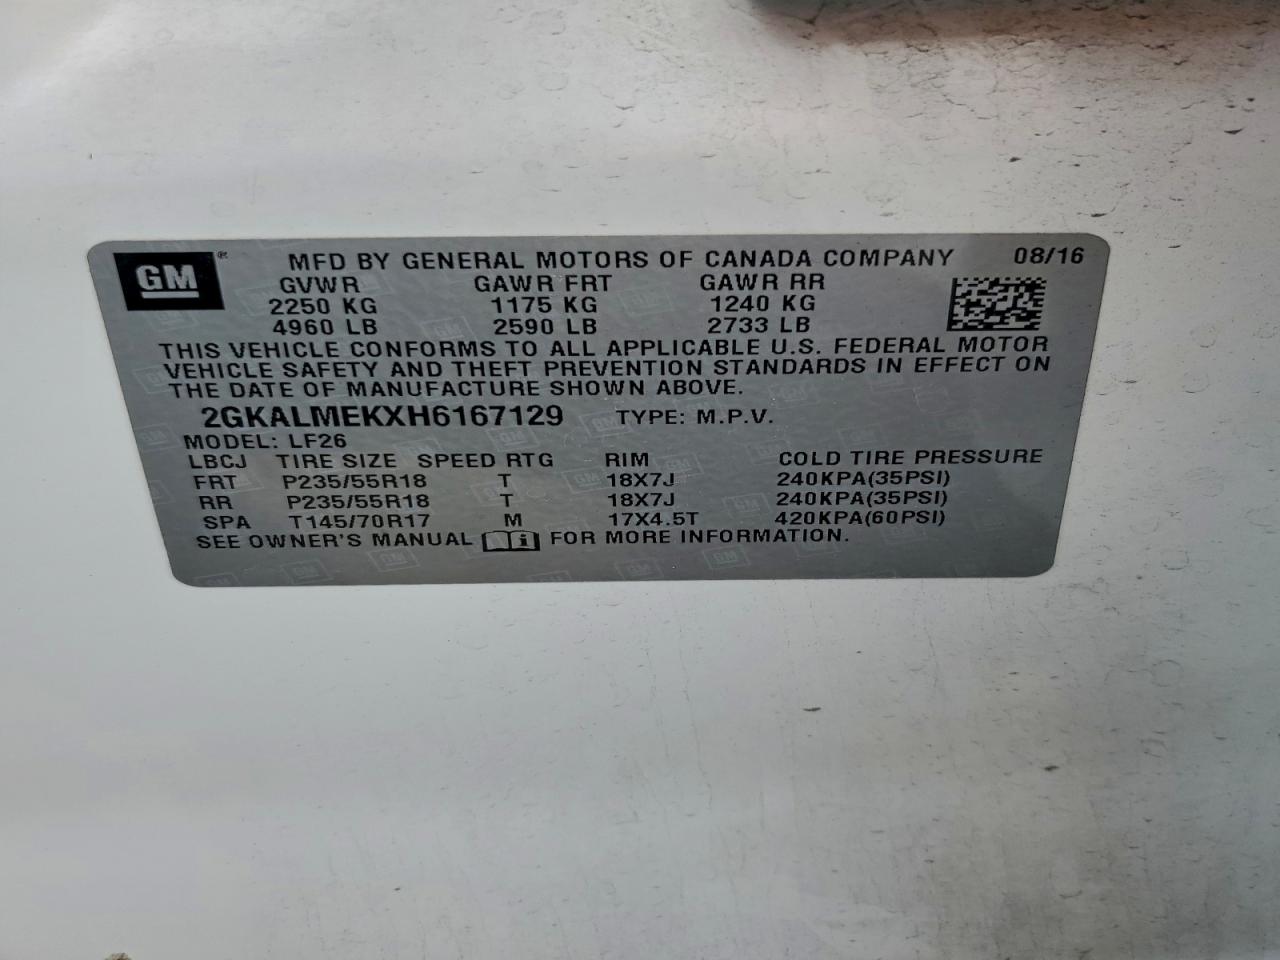 GM ® MFD BY GENERAL MOTORS OF CANADA COMPANY 08/16
GVWR GAWR FRT GAWR RR
2250 KG 1175 KG 1240 KG
4960 LB 2590 LB 2733 LB
THIS VEHICLE CONFORMS TO ALL APPLICABLE U.S. FEDERAL MOTOR
VEHICLE SAFETY AND THEFT PREVENTION STANDARDS IN EFFECT ON
THE DATE OF MANUFACTURE SHOWN ABOVE.
2GKALMEKXH6167129 TYPE: M.P.V.
MODEL: LF26
LBCJ TIRE SIZE SPEED RTG RIM COLD TIRE PRESSURE
FRT P235/55R18 T 18X7J 240KPA(35PSI)
RR P235/55R18 T 18X7J 240KPA(35PSI)
SPA T145/70R17 M 17X4.5T 420KPA(60PSI)
SEE OWNER'S MANUAL FOR MORE INFORMATION.